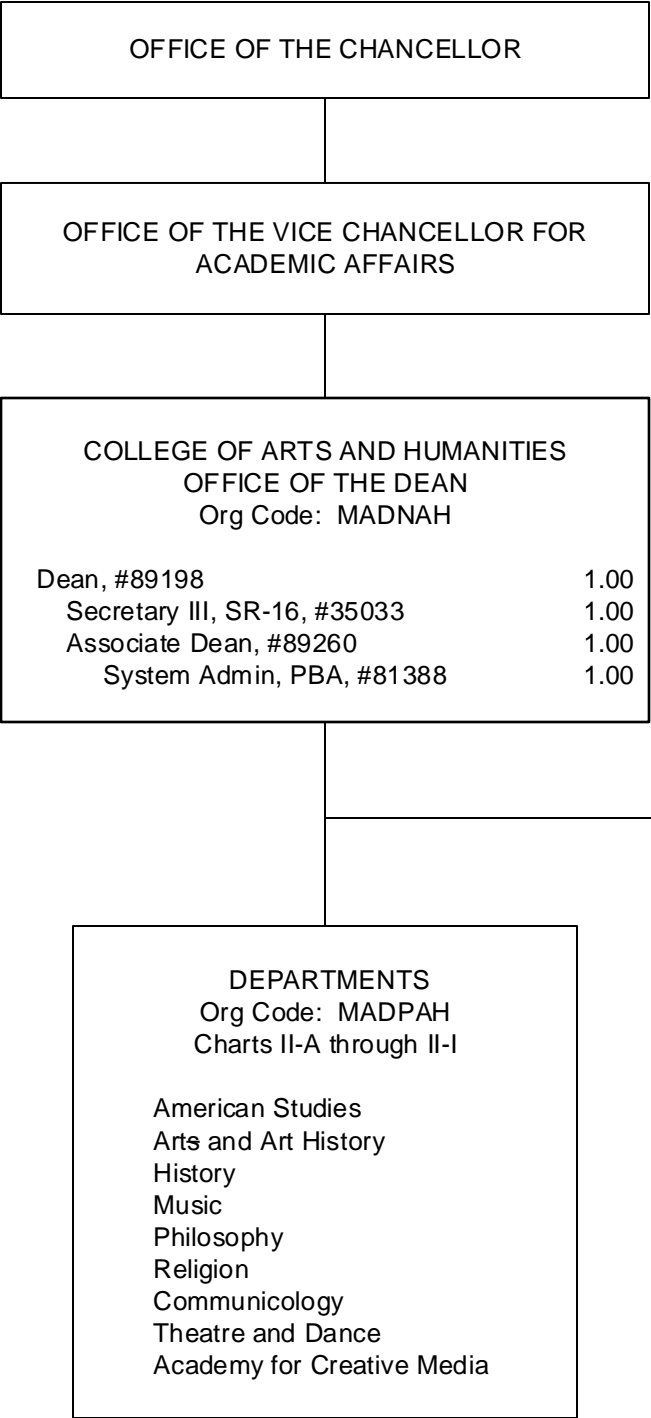 OFFICE OF THE CHANCELLOR
OFFICE OF THE VICE CHANCELLOR FOR
ACADEMIC AFFAIRS
COLLEGE OF ARTS AND HUMANITIES
OFFICE OF THE DEAN
Org Code: MADNAH
Dean, #89198 1.00
Secretary III, SR-16, #35033 1.00
Associate Dean, #89260 1.00
System Admin, PBA, #81388 1.00
DEPARTMENTS
Org Code: MADPAH
Charts II-A through II-I
American Studies
Arts and Art History
History
Music
Philosophy
Religion
Communicology
Theatre and Dance
Academy for Creative Media